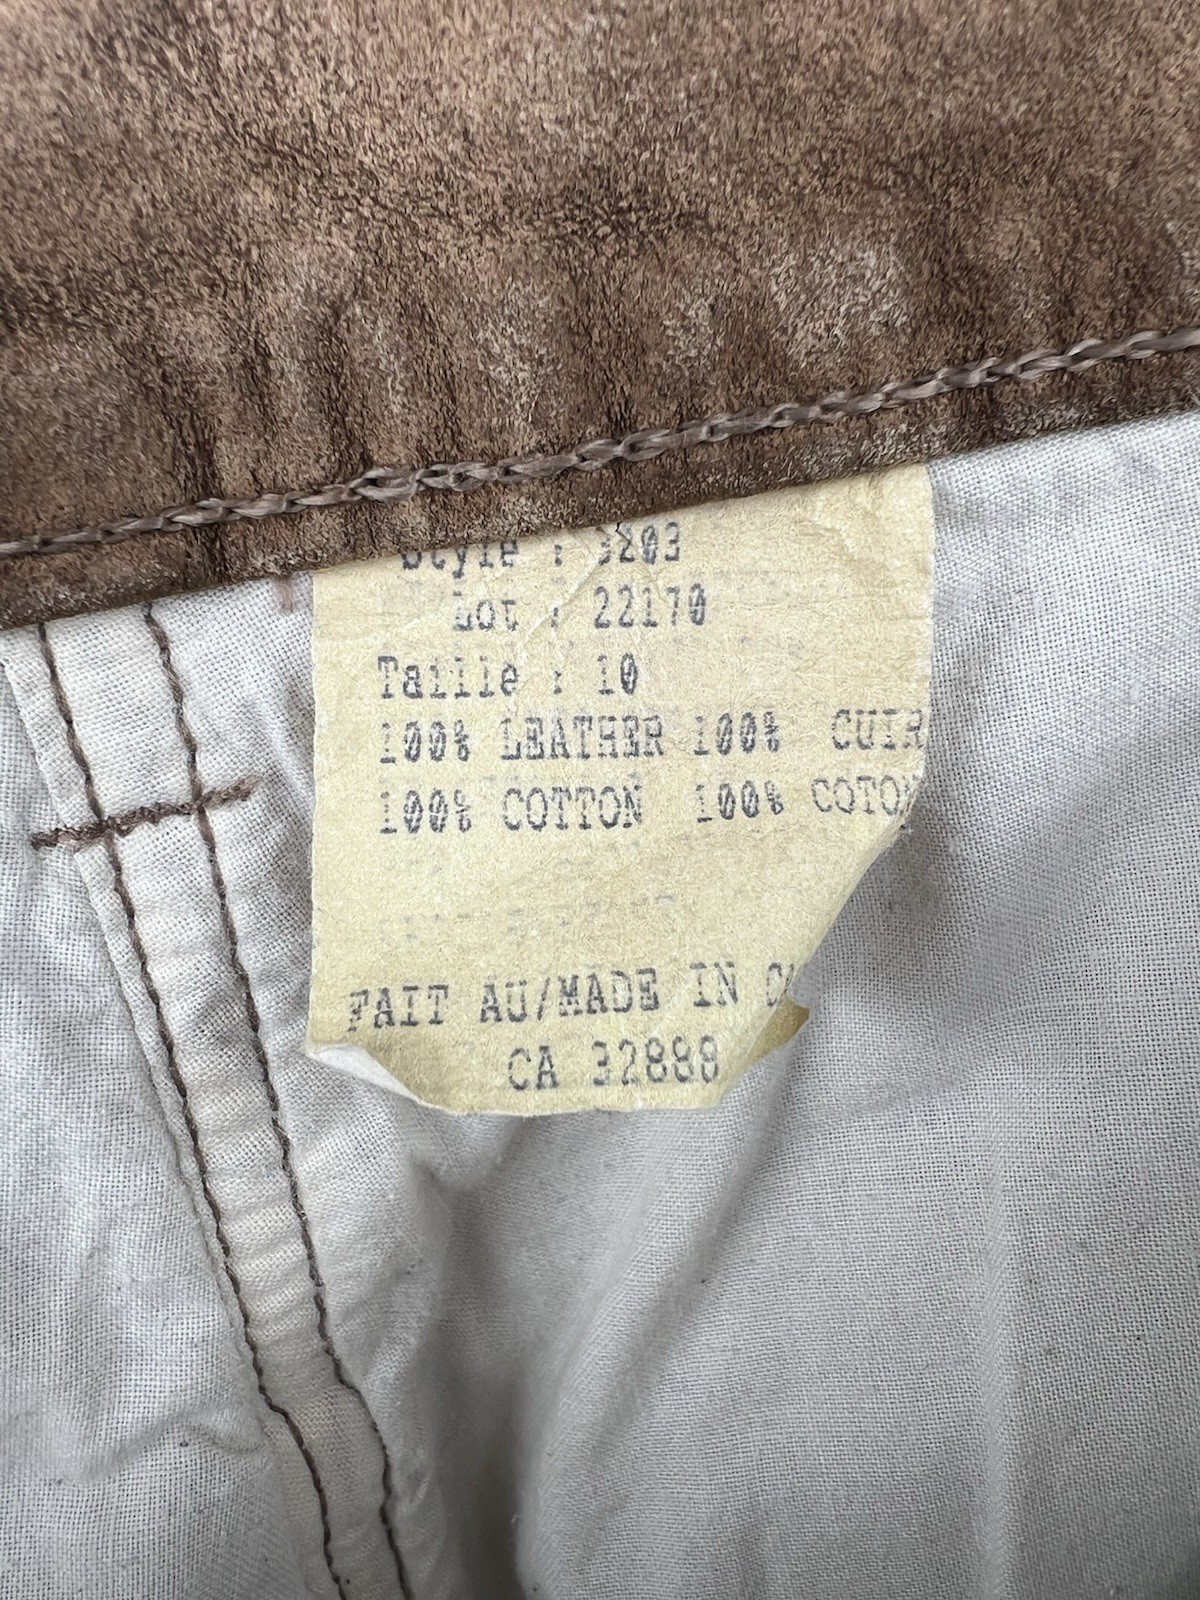 Style : 3203
Lot : 22170
Taille : 10
100% LEATHER 100% CUIR
100% COTTON 100% COTON
FAIT AU/MADE IN
CA 32888